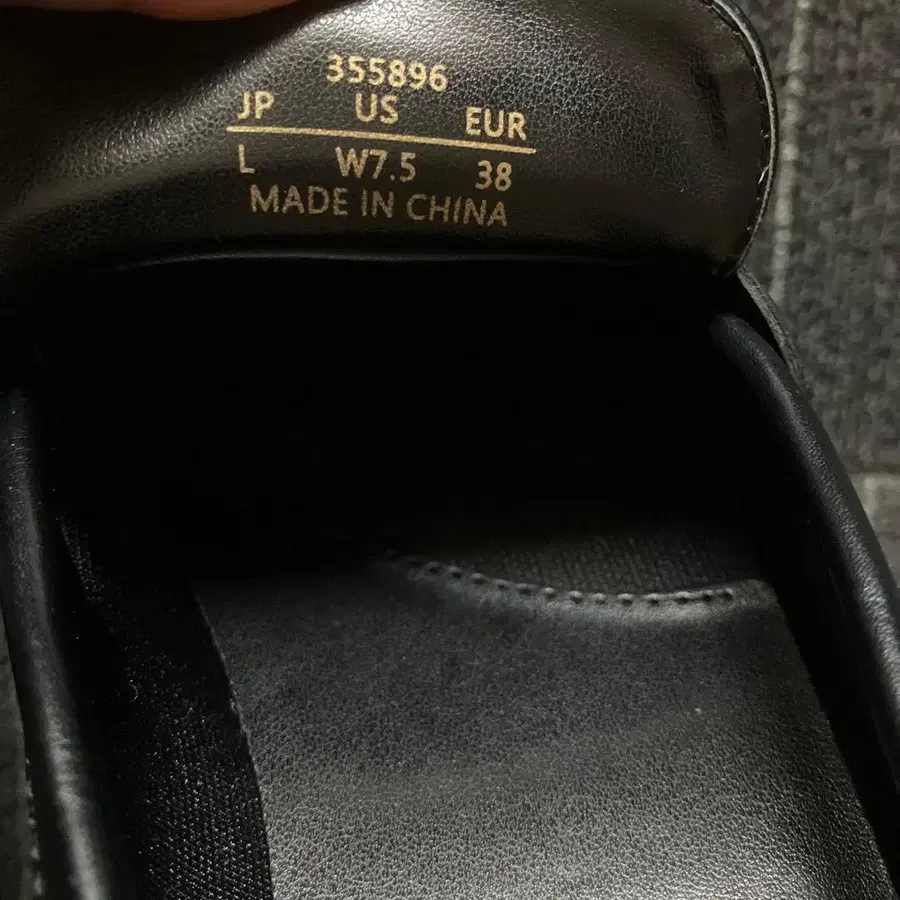 355896
JP US EUR
L W7.5 38
MADE IN CHINA